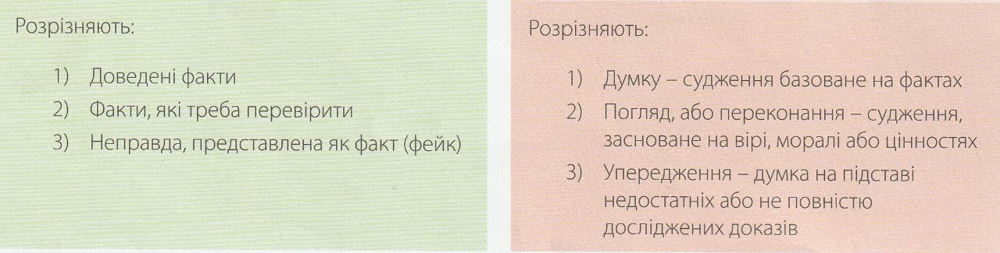 Розрізняють:
1) Доведені факти
2) Факти, які треба перевірити
3) Неправда, представлена як факт (фейк)
Розрізняють:
1) Думку – судження базоване на фактах
2) Погляд, або переконання – судження,
засноване на вірі, моралі або цінностях
3) Упередження – думка на підставі
недостатніх або не повністю
досліджених доказів